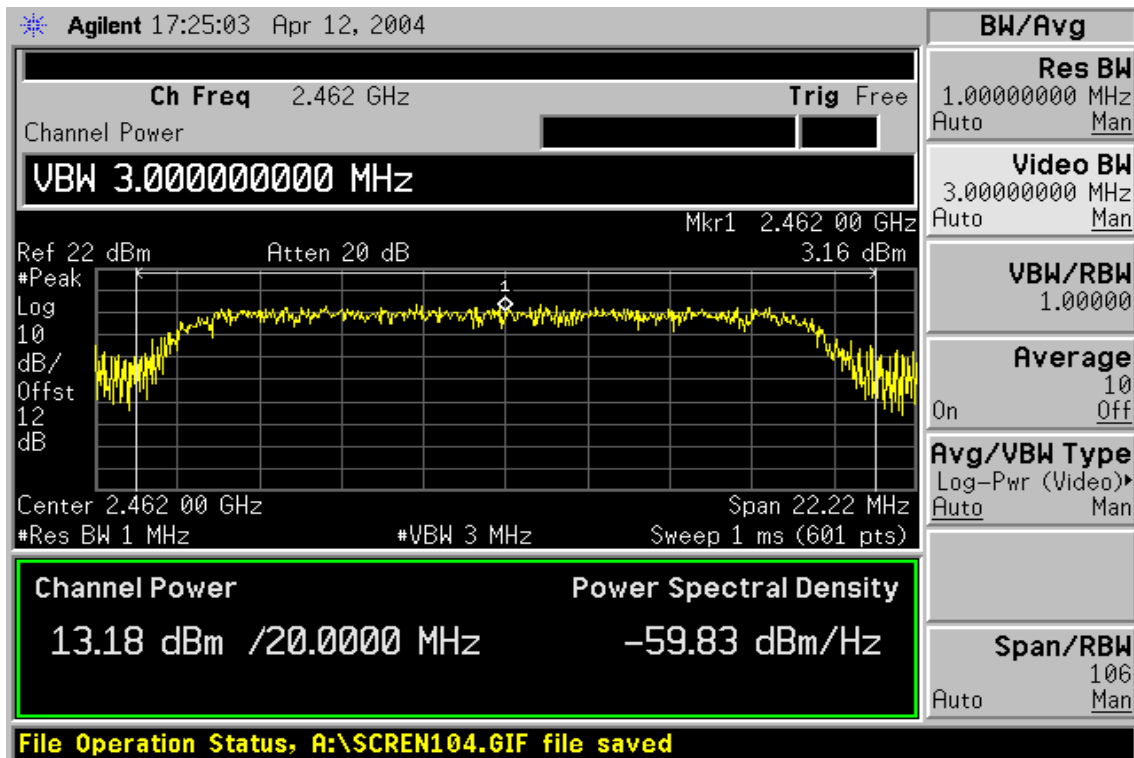 Agilent 17:25:03 Apr 12, 2004
Ch Freq 2.462 GHz Trig Free
Channel Power
VBW 3.000000000 MHz
Mkr1 2.462 00 GHz
Ref 22 dBm Atten 20 dB 3.16 dBm
#Peak
Log
10
dB/
Offst
12
dB
1
Center 2.462 00 GHz Span 22.22 MHz
#Res BW 1 MHz #VBW 3 MHz Sweep 1 ms (601 pts)
Channel Power Power Spectral Density
13.18 dBm /20.0000 MHz -59.83 dBm/Hz
File Operation Status, A:\SCREN104.GIF file saved
BW/Avg
Res BW
1.00000000 MHz
Auto Man
Video BW
3.00000000 MHz
Auto Man
VBW/RBW
1.00000
Average
10
On Off
Avg/VBW Type
Log-Pwr (Video)▸
Auto Man
Span/RBW
106
Auto Man